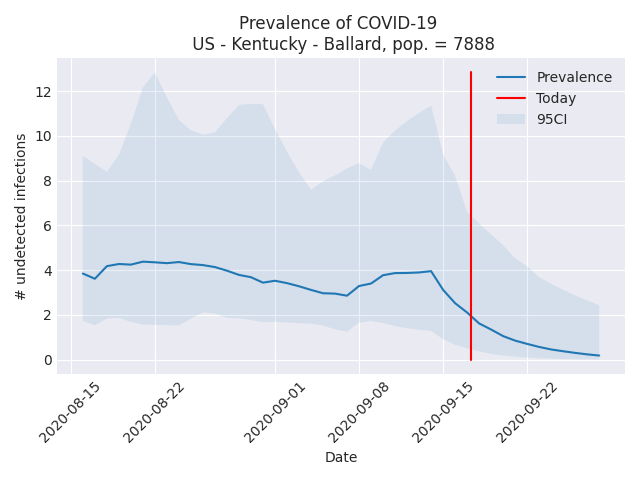 Prevalence of COVID-19
US - Kentucky - Ballard, pop. = 7888
# undetected infections
12
10
8
6
4
2
0
Prevalence
Today
95CI
2020-08-15
2020-08-22
2020-09-01
2020-09-08
2020-09-15
2020-09-22
Date